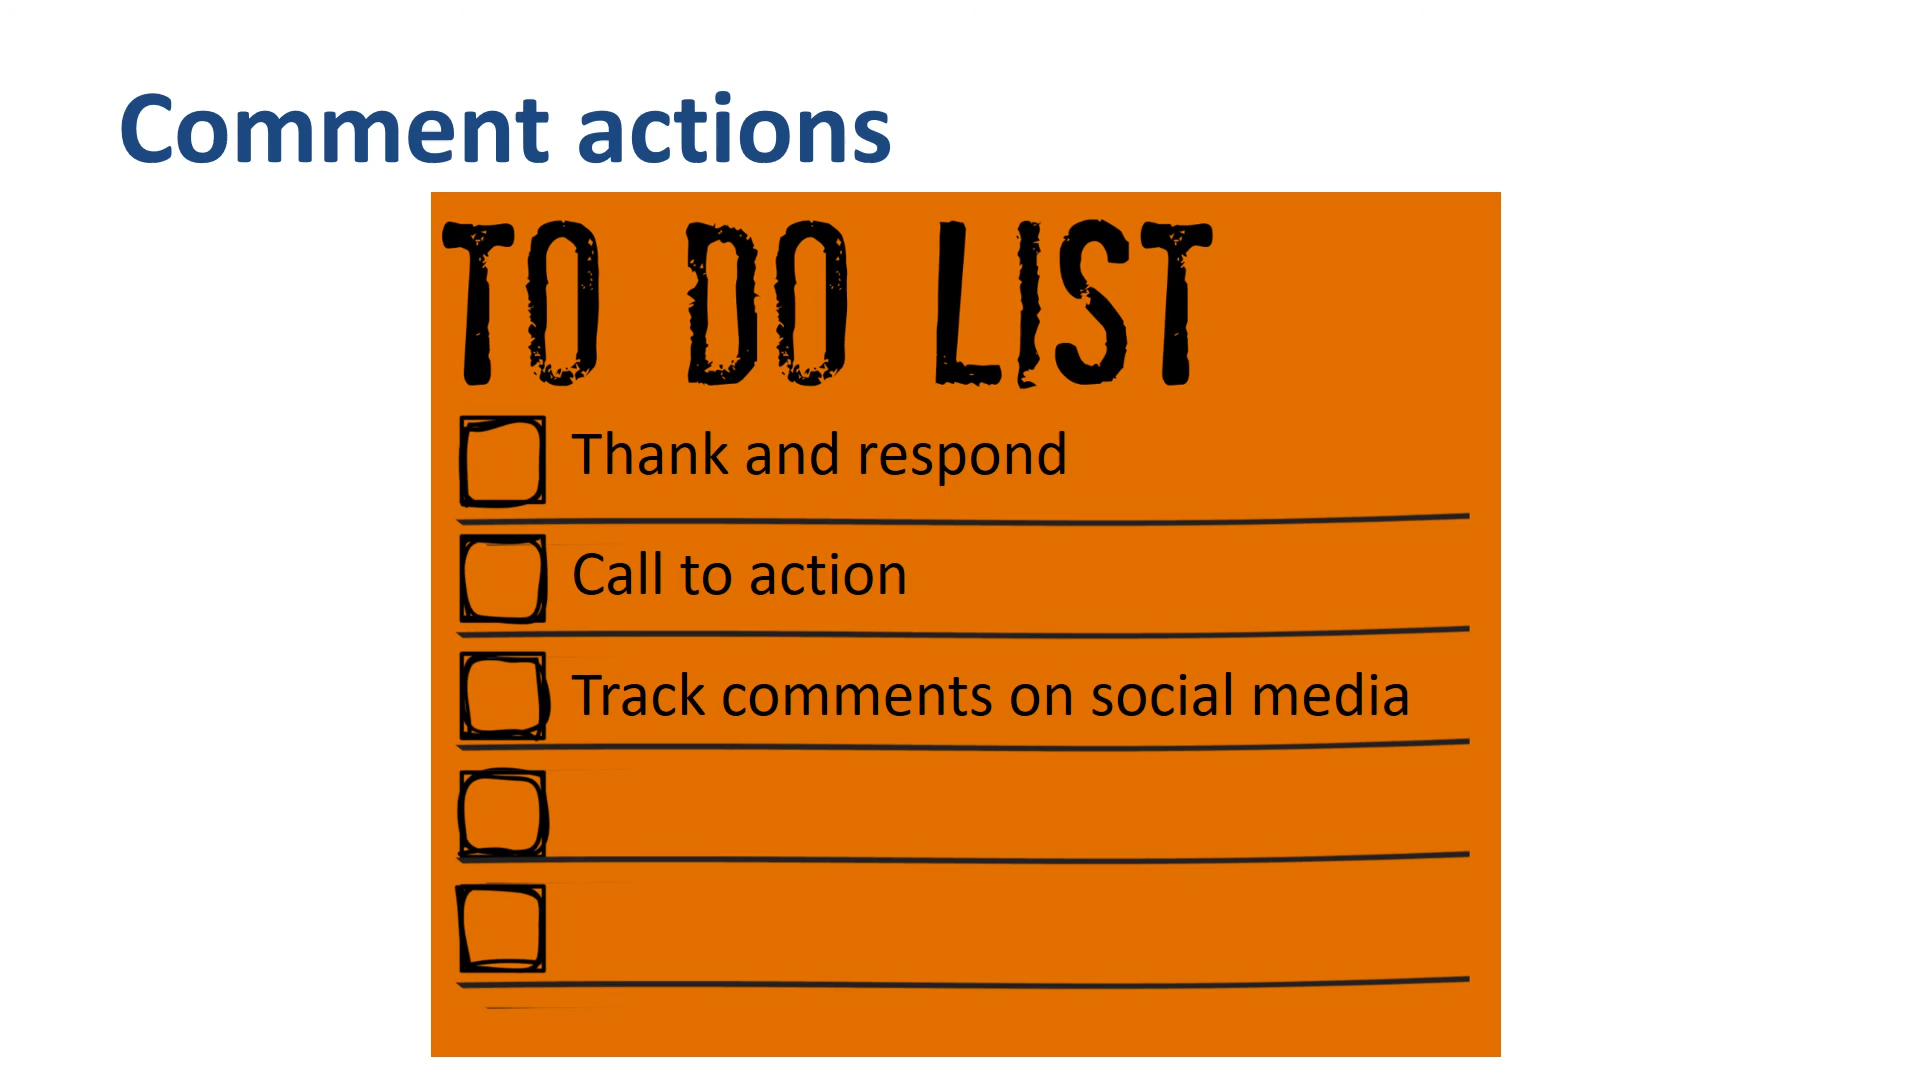 Comment actions
TO DO LIST
Thank and respond
Call to action
Track comments on social media